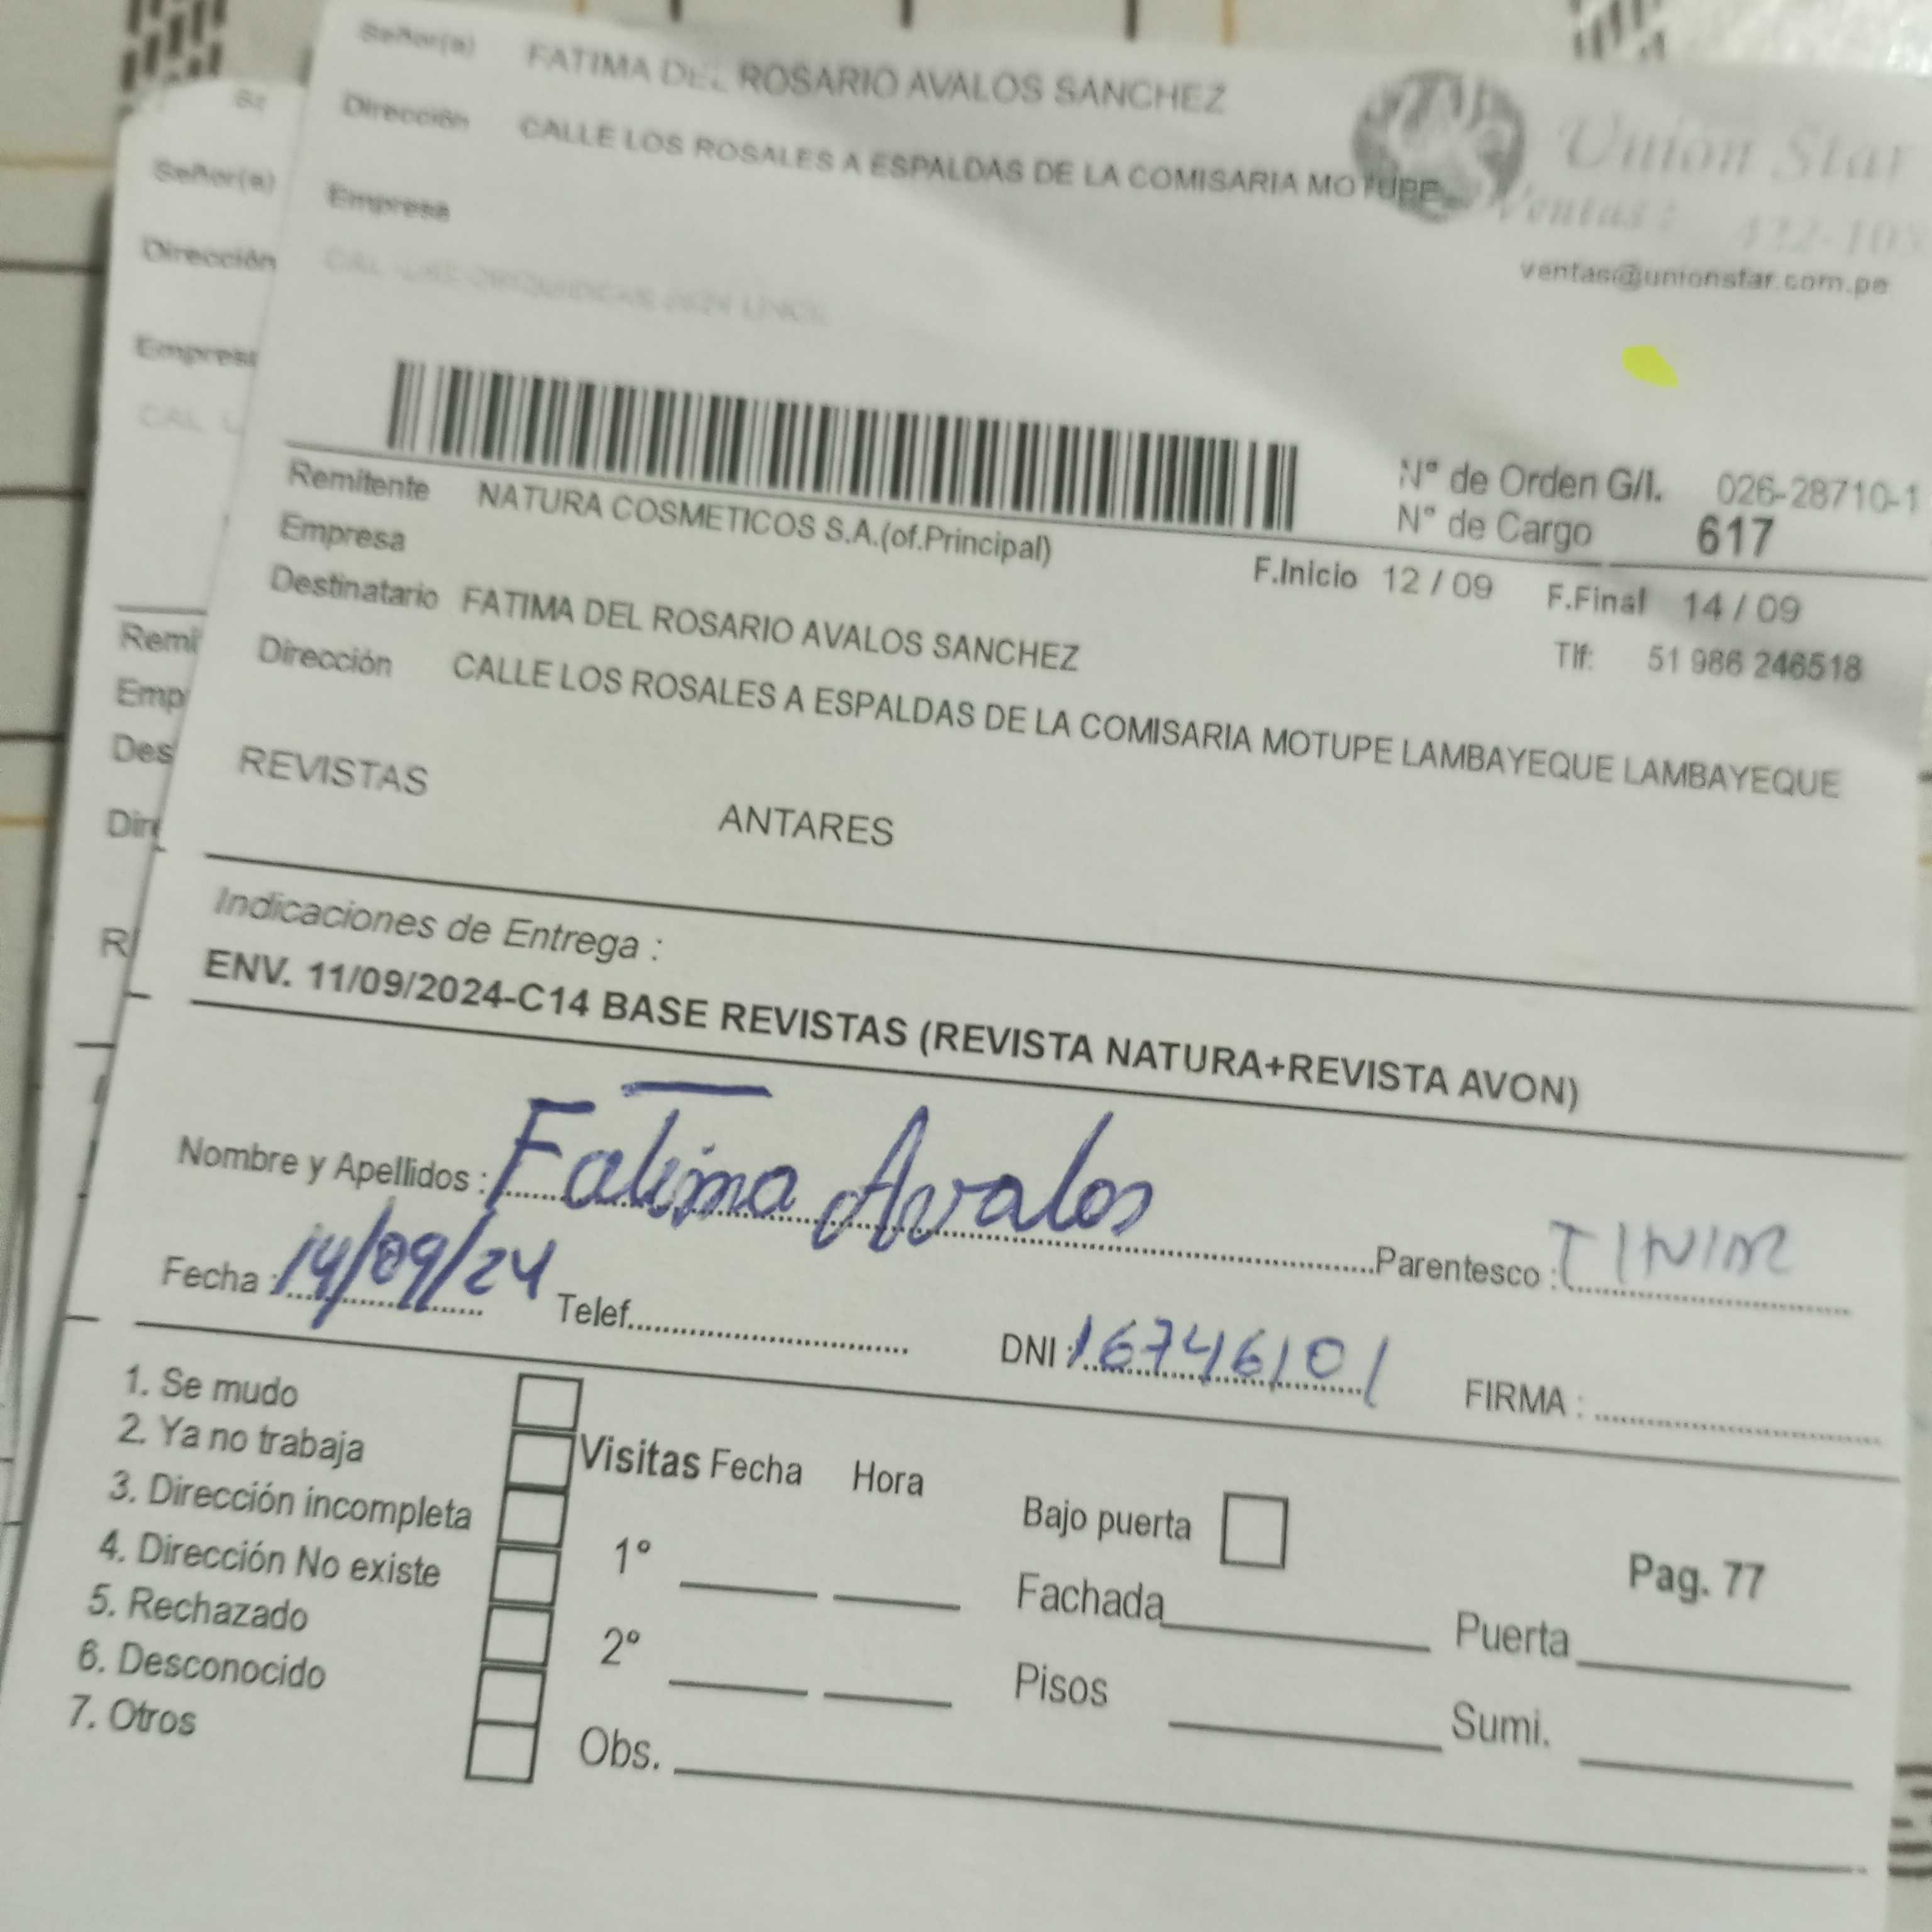 Señor(a) FATIMA DEL ROSARIO AVALOS SANCHEZ
Dirección CALLE LOS ROSALES A ESPALDAS DE LA COMISARIA MOTUPE
Empresa
Union Star
Ventas:
ventas@unionstar.com.pe
Señor(a)
Dirección
N° de Orden G/I. 026-28710-1
N° de Cargo 617
Remitente NATURA COSMETICOS S.A.(of.Principal)
Empresa
F.Inicio 12 / 09 F.Final 14 / 09
Destinatario FATIMA DEL ROSARIO AVALOS SANCHEZ
Tlf: 51 986 246518
Dirección CALLE LOS ROSALES A ESPALDAS DE LA COMISARIA MOTUPE LAMBAYEQUE LAMBAYEQUE
REVISTAS ANTARES
Indicaciones de Entrega :
ENV. 11/09/2024-C14 BASE REVISTAS (REVISTA NATURA+REVISTA AVON)
Nombre y Apellidos : Fatima Avalos Parentesco :
Fecha : 14/09/24 Telef. DNI : 16746101 FIRMA :
1. Se mudo
2. Ya no trabaja
3. Dirección incompleta
4. Dirección No existe
5. Rechazado
6. Desconocido
7. Otros
Visitas Fecha Hora
1°
2°
Obs.
Bajo puerta
Pag. 77
Fachada Puerta
Pisos Sumi.